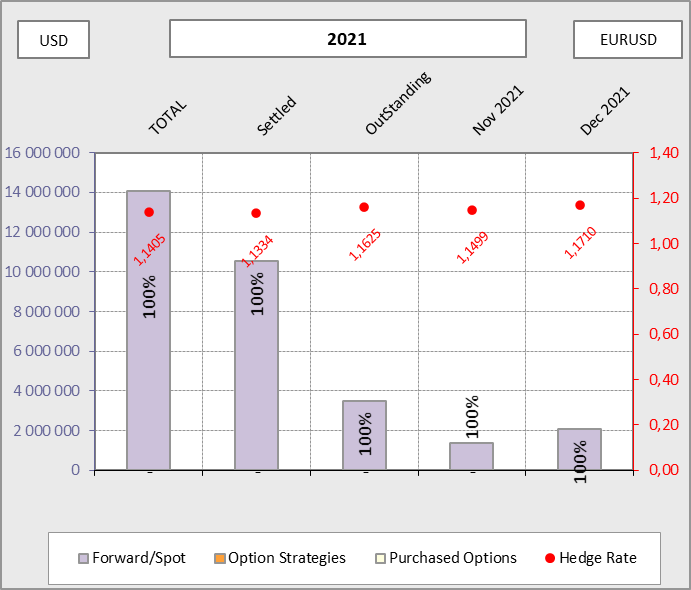 USD
2021
EURUSD
TOTAL
Settled
OutStanding
Nov 2021
Dec 2021
16 000 000
14 000 000
12 000 000
10 000 000
8 000 000
6 000 000
4 000 000
2 000 000
0
1,40
1,20
1,00
0,80
0,60
0,40
0,20
0,00
1,1405
1,1334
1,1625
1,1499
1,1710
100%
100%
100%
100%
100%
-
-
-
-
Forward/Spot
Option Strategies
Purchased Options
Hedge Rate